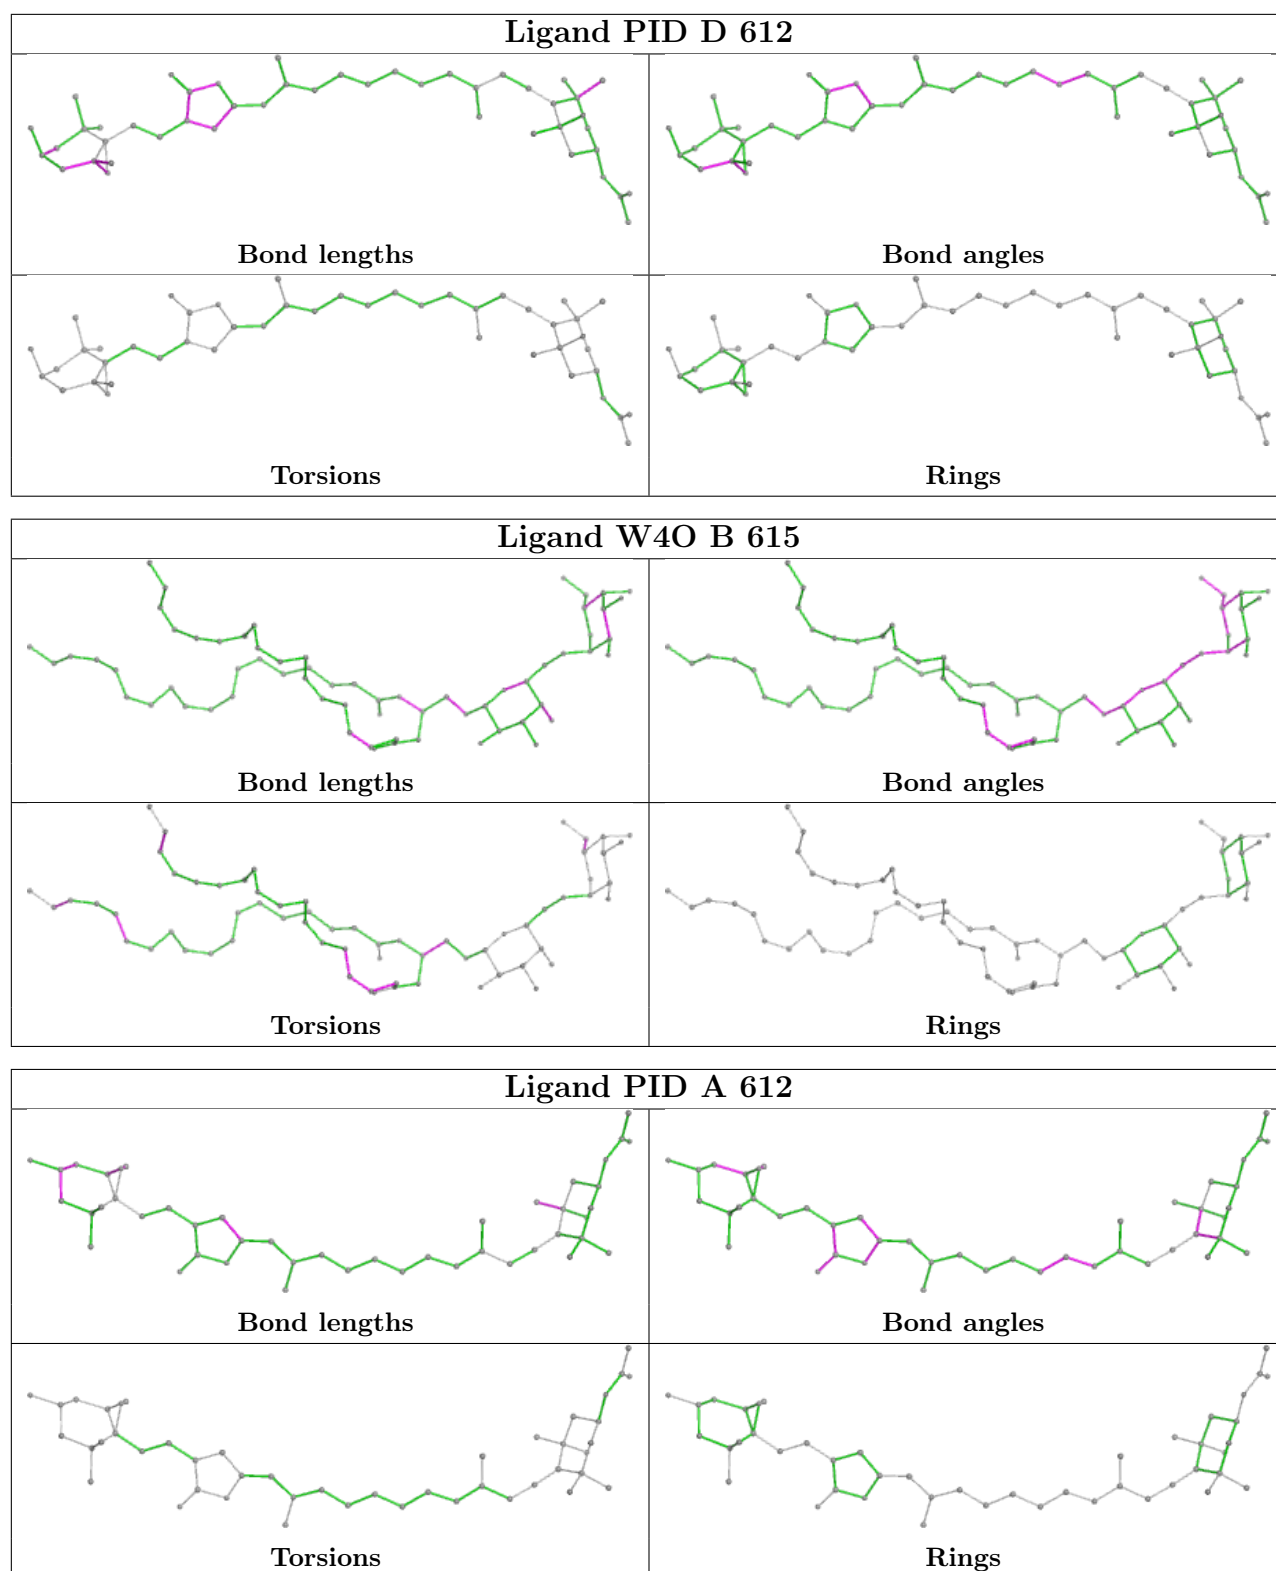 Ligand PID D 612
Bond lengths
Bond angles
Torsions
Rings
Ligand W4O B 615
Bond lengths
Bond angles
Torsions
Rings
Ligand PID A 612
Bond lengths
Bond angles
Torsions
Rings